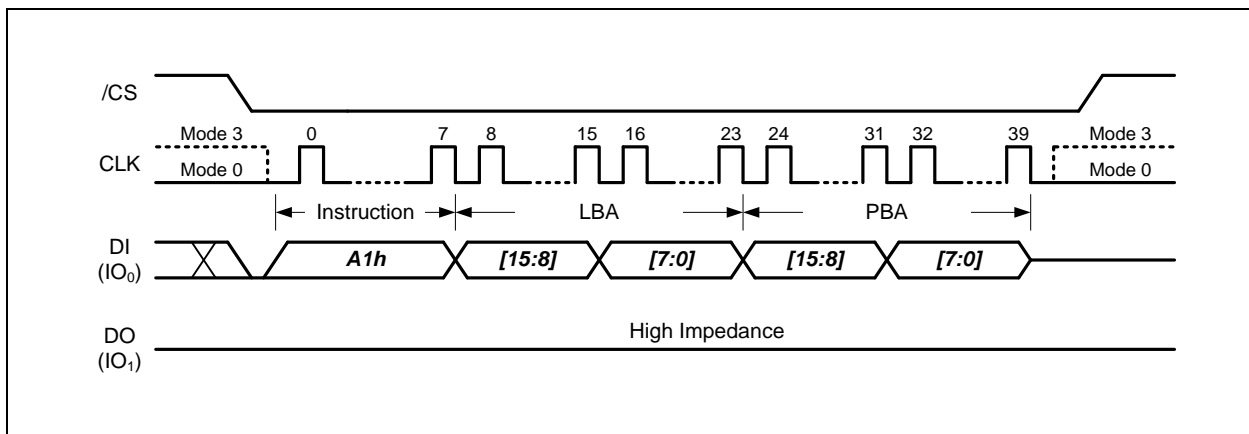 /CS
Mode 3 0 7 8 15 16 23 24 31 32 39 Mode 3
CLK
Mode 0 Mode 0
Instruction LBA PBA
DI
(IO₀)
A1h [15:8] [7:0] [15:8] [7:0]
DO
(IO₁)
High Impedance